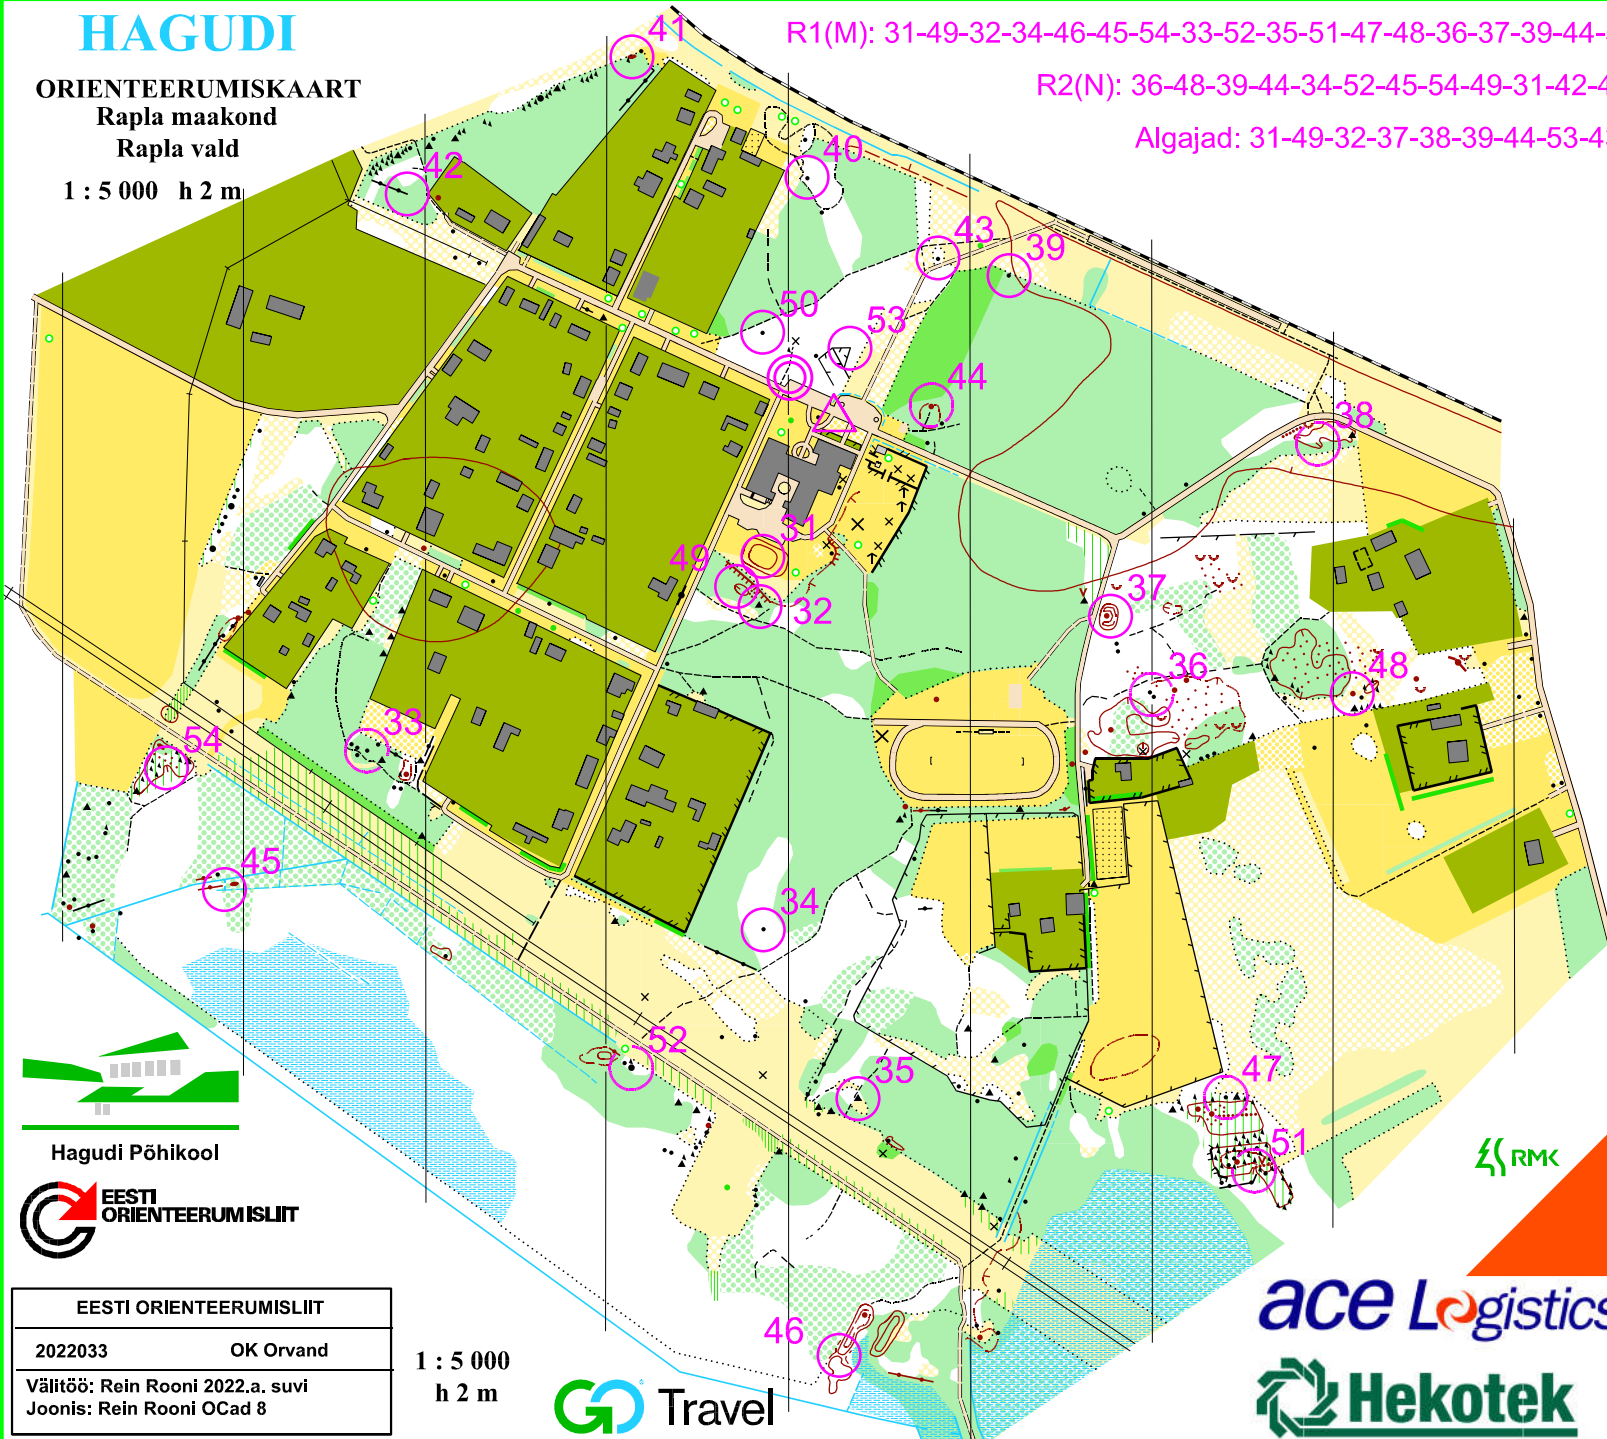 HAGUDI
ORIENTEERUMISKAART
Rapla maakond
Rapla vald
1 : 5 000 h 2 m
R1(M): 31-49-32-34-46-45-54-33-52-35-51-47-48-36-37-39-44-
R2(N): 36-48-39-44-34-52-45-54-49-31-42-4
Algajad: 31-49-32-37-38-39-44-53-4
41
42
40
43
39
50
53
44
38
31
49
32
37
36
48
33
54
45
34
52
35
47
51
46
Hagudi Põhikool
EESTI
ORIENTEERUMISLIIT
EESTI ORIENTEERUMISLIIT
2022033 OK Orvand
Välitöö: Rein Rooni 2022.a. suvi
Joonis: Rein Rooni OCad 8
1 : 5 000
h 2 m
GO Travel
RMK
ace Logistics
Hekotek